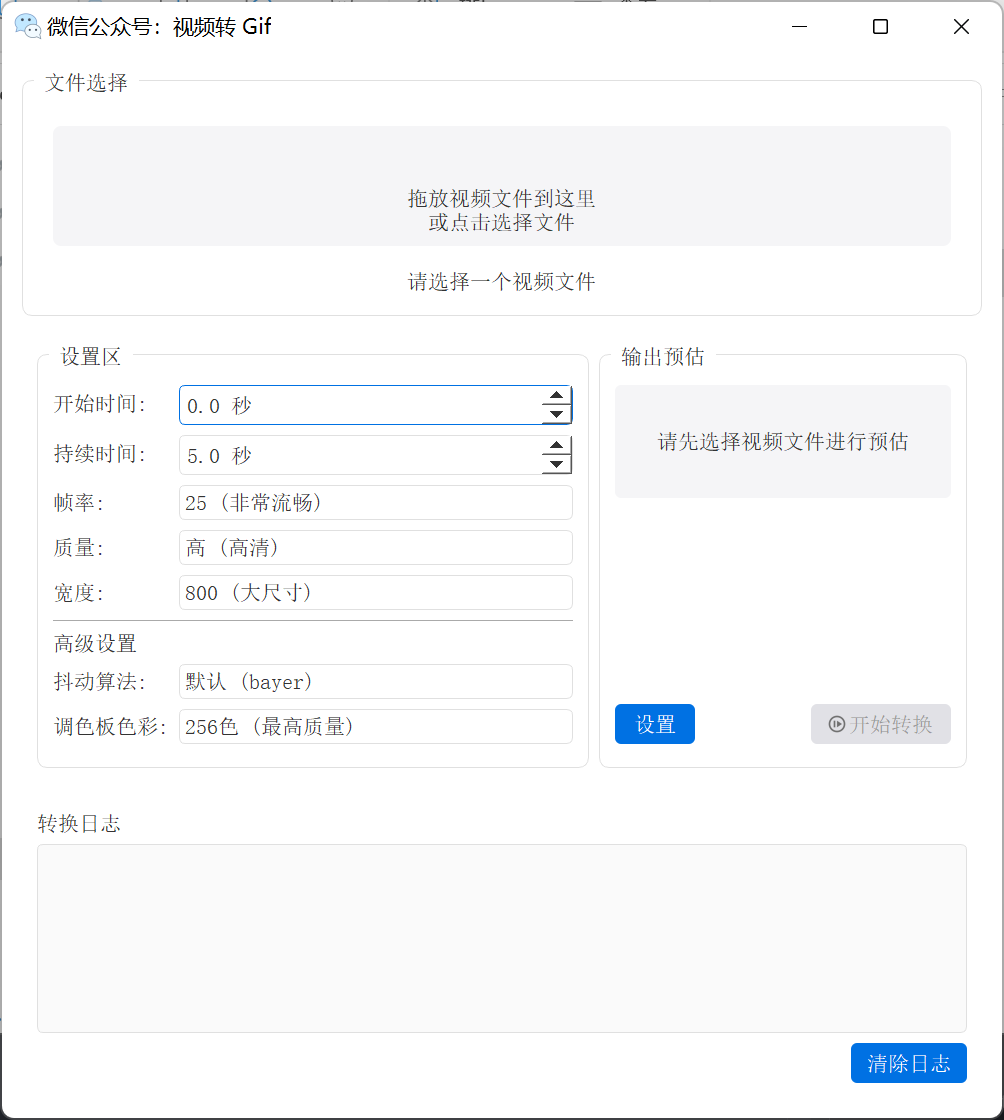 微信公众号：视频转 Gif
文件选择
拖放视频文件到这里
或点击选择文件
请选择一个视频文件
设置区
开始时间：
0.0 秒
持续时间：
5.0 秒
帧率：
25（非常流畅）
质量：
高（高清）
宽度：
800（大尺寸）
高级设置
抖动算法：
默认（bayer）
调色板色彩：
256色（最高质量）
输出预估
请先选择视频文件进行预估
设置
开始转换
转换日志
清除日志